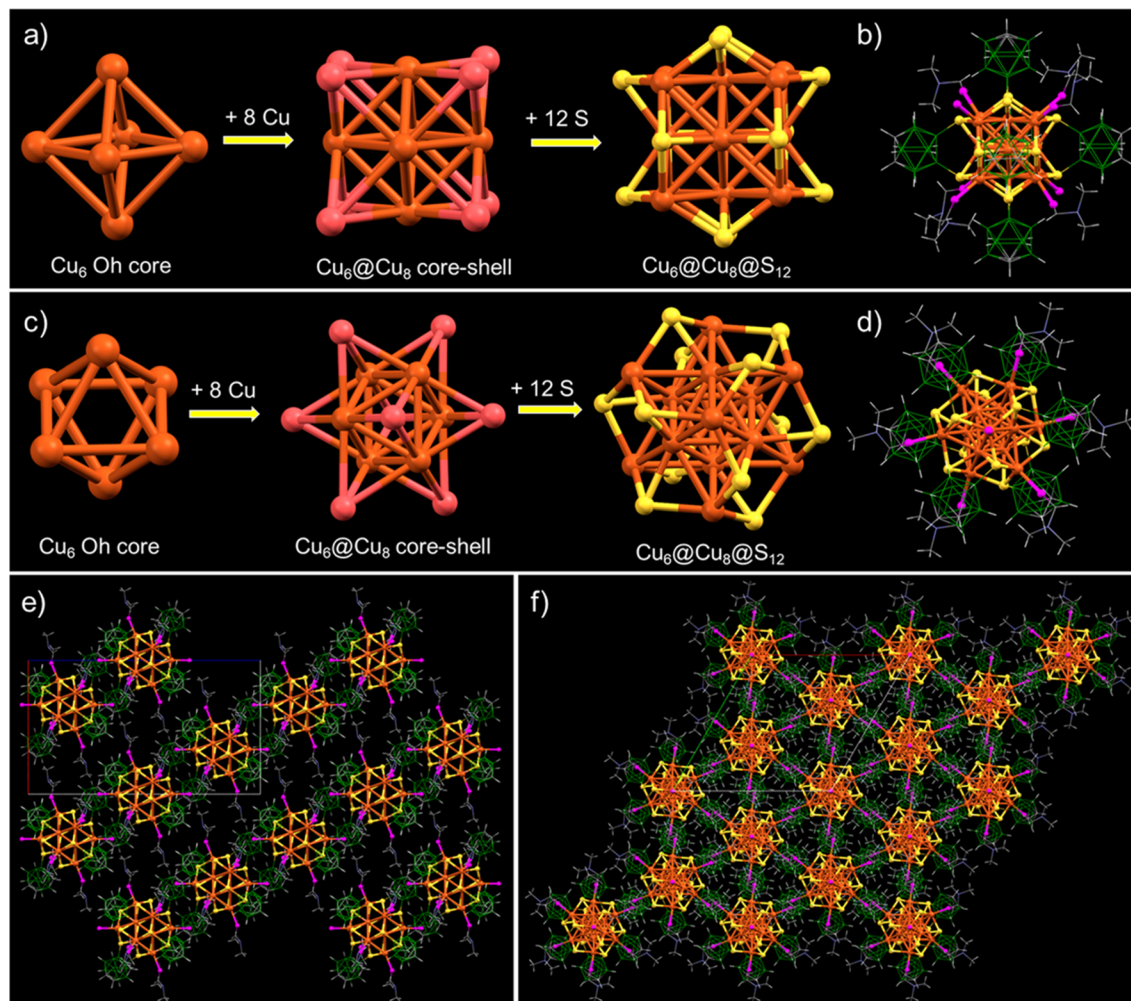 a)
+ 8 Cu
+ 12 S
b)
Cu₆ Oh core
Cu₆@Cu₈ core-shell
Cu₆@Cu₈@S₁₂
c)
+ 8 Cu
+ 12 S
d)
Cu₆ Oh core
Cu₆@Cu₈ core-shell
Cu₆@Cu₈@S₁₂
e)
f)